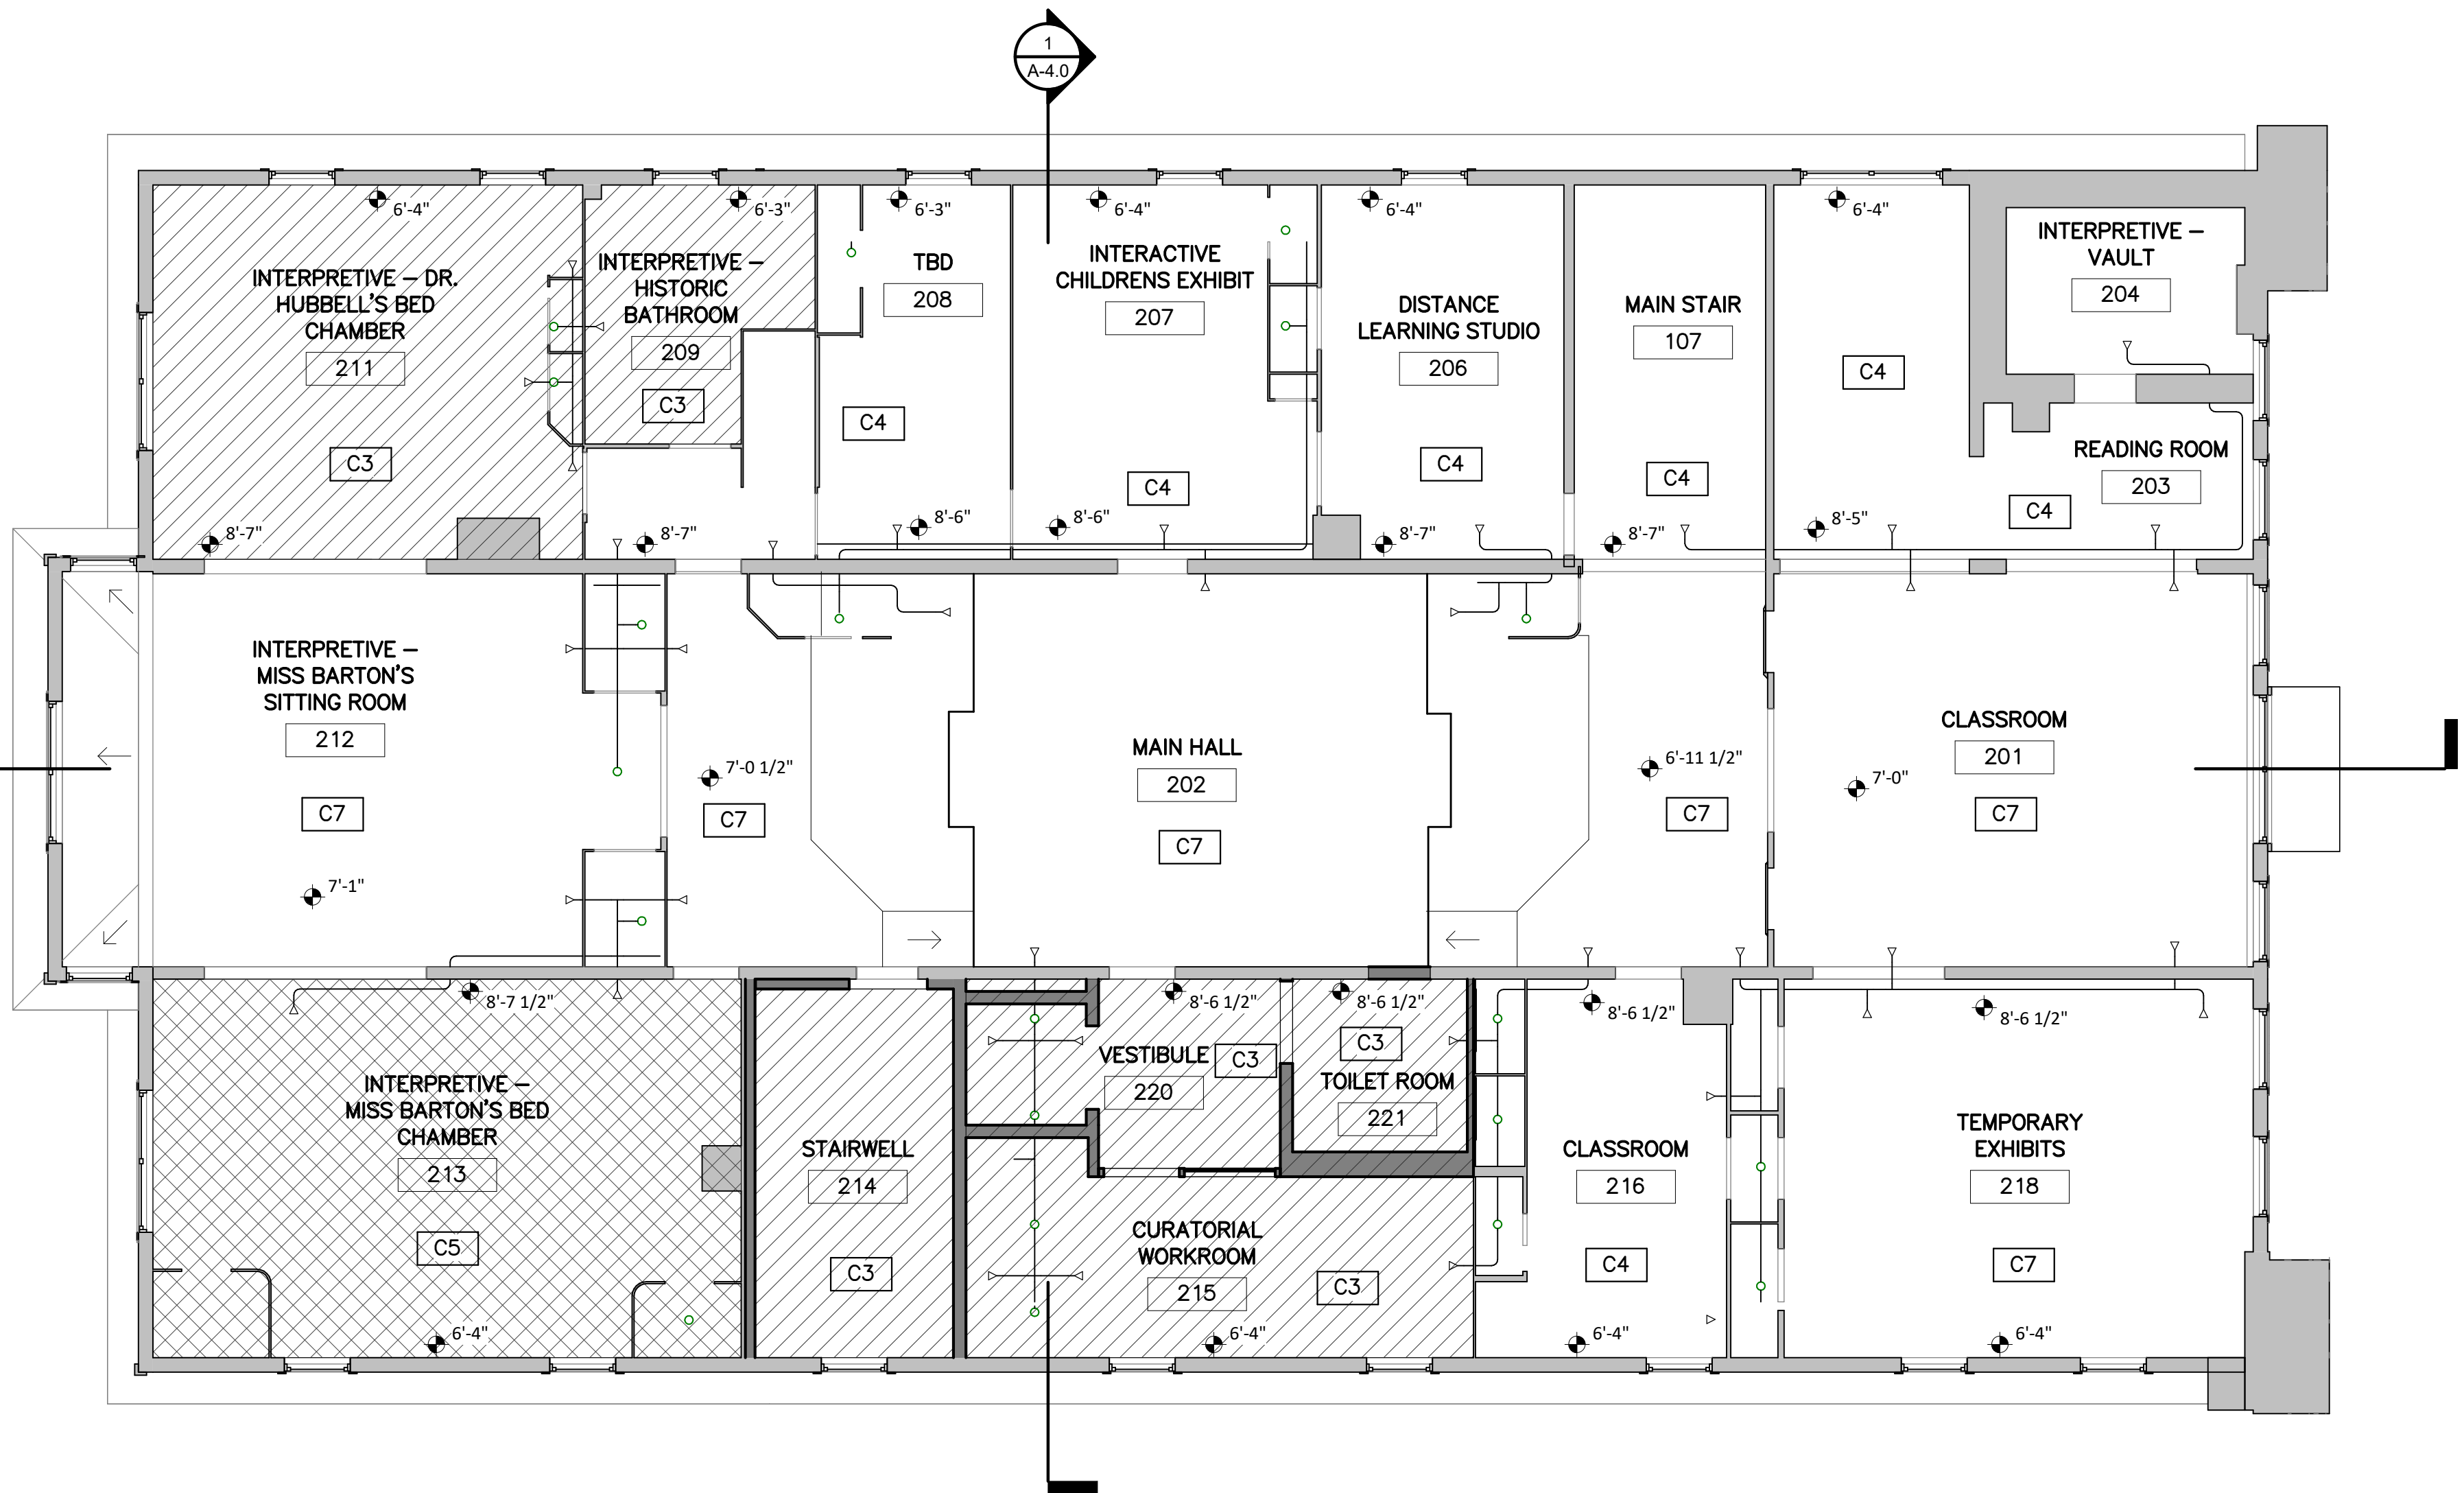 1
A-4.0
6'-4"
6'-3"
6'-3"
6'-4"
6'-4"
6'-4"
INTERPRETIVE – DR.
HUBBELL'S BED
CHAMBER
211
C3
8'-7"
INTERPRETIVE –
HISTORIC
BATHROOM
209
C3
8'-7"
TBD
208
C4
8'-6"
INTERACTIVE
CHILDRENS EXHIBIT
207
C4
8'-6"
DISTANCE
LEARNING STUDIO
206
C4
8'-7"
MAIN STAIR
107
C4
8'-7"
C4
8'-5"
INTERPRETIVE –
VAULT
204
READING ROOM
203
C4
INTERPRETIVE –
MISS BARTON'S
SITTING ROOM
212
C7
7'-1"
7'-0 1/2"
C7
MAIN HALL
202
C7
6'-11 1/2"
C7
CLASSROOM
201
7'-0"
C7
8'-7 1/2"
INTERPRETIVE –
MISS BARTON'S BED
CHAMBER
213
C5
6'-4"
STAIRWELL
214
C3
8'-6 1/2"
VESTIBULE
C3
220
8'-6 1/2"
C3
TOILET ROOM
221
CURATORIAL
WORKROOM
215
C3
6'-4"
8'-6 1/2"
CLASSROOM
216
C4
6'-4"
8'-6 1/2"
TEMPORARY
EXHIBITS
218
C7
6'-4"